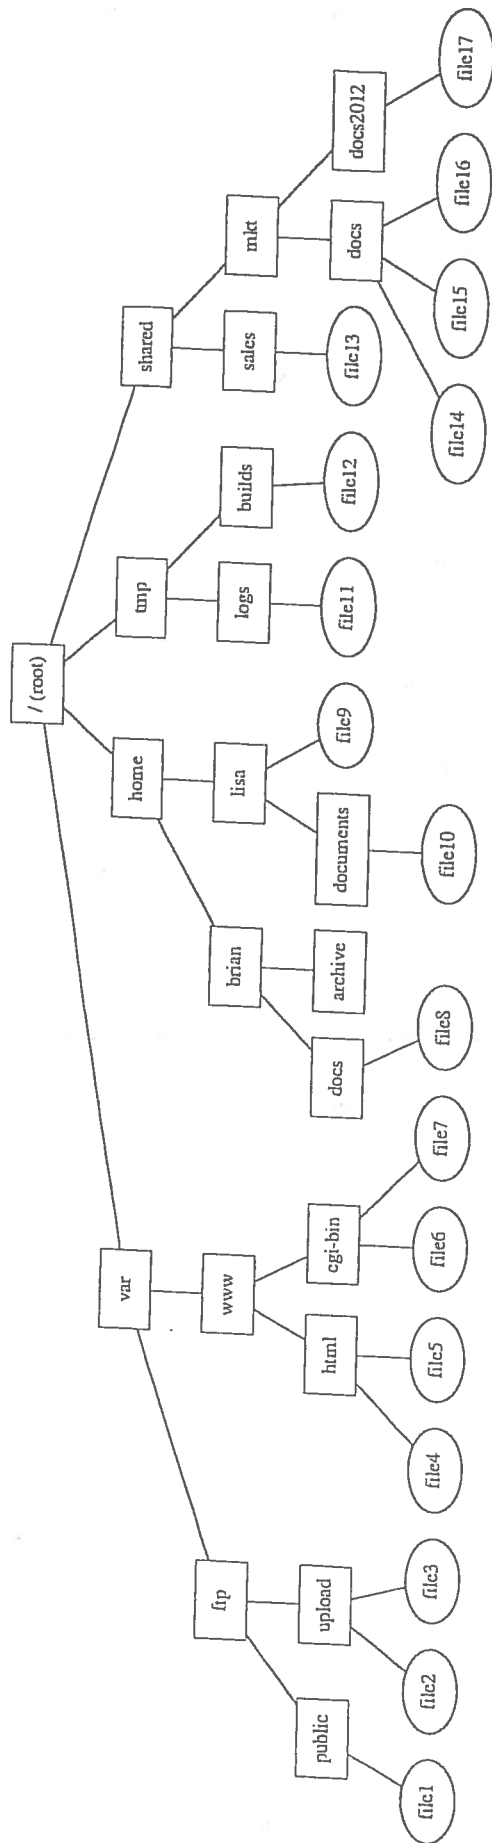 / (root)
var
home
tmp
shared
ftp
www
brian
lisa
logs
builds
sales
mkt
public
upload
html
cgi-bin
docs
archive
documents
file9
file11
file12
file13
docs
docs2012
file1
file2
file3
file4
file5
file6
file7
file8
file10
file14
file15
file16
file17